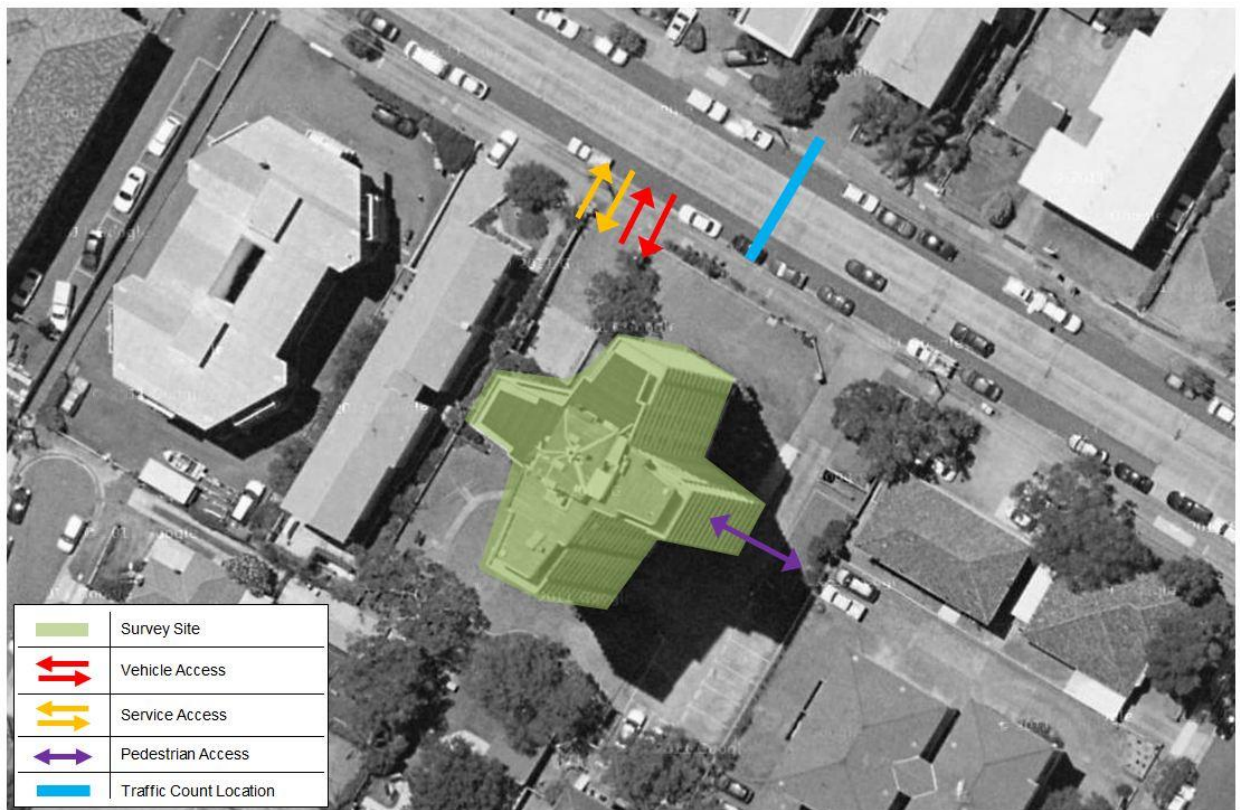 Survey Site
Vehicle Access
Service Access
Pedestrian Access
Traffic Count Location